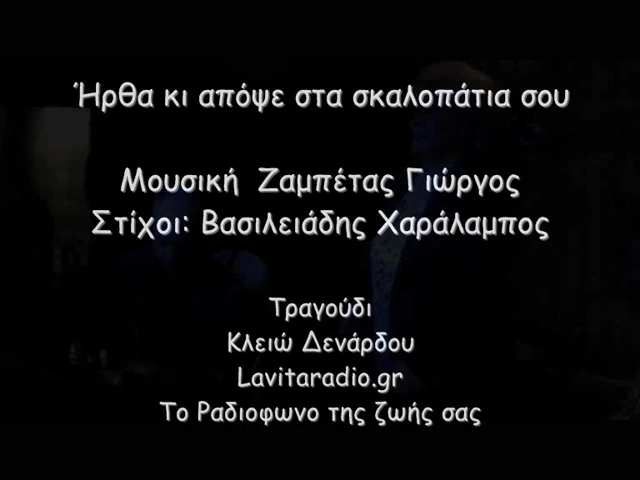 Ήρθα κι απόψε στα σκαλοπάτια σου
Μουσική Ζαμπέτας Γιώργος
Στίχοι: Βασιλειάδης Χαράλαμπος
Τραγούδι
Κλειώ Δενάρδου
Lavitaradio.gr
Το Ραδιοφωνο της ζωής σας